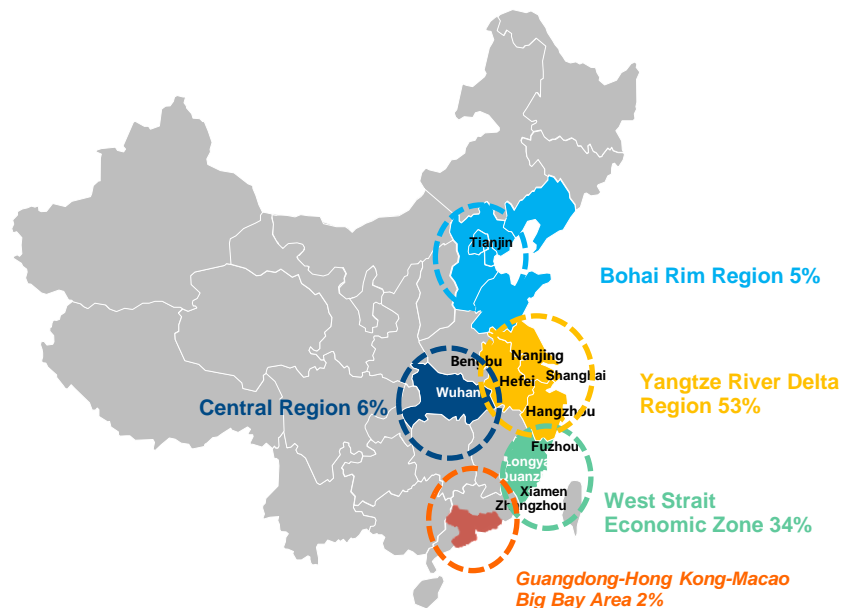 Tianjin
Bohai Rim Region 5%
Bengbu
Nanjing
Shanghai
Hefei
Wuhan
Hangzhou
Yangtze River Delta
Region 53%
Central Region 6%
Fuzhou
Xiamen
Zhangzhou
West Strait
Economic Zone 34%
Guangdong-Hong Kong-Macao
Big Bay Area 2%